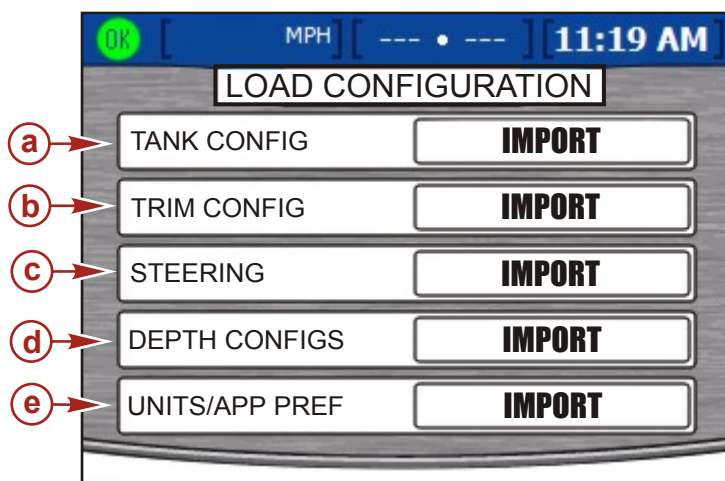 OK [ MPH ] [ --- • --- ] [ 11:19 AM ]
LOAD CONFIGURATION
a TANK CONFIG IMPORT
b TRIM CONFIG IMPORT
c STEERING IMPORT
d DEPTH CONFIGS IMPORT
e UNITS/APP PREF IMPORT